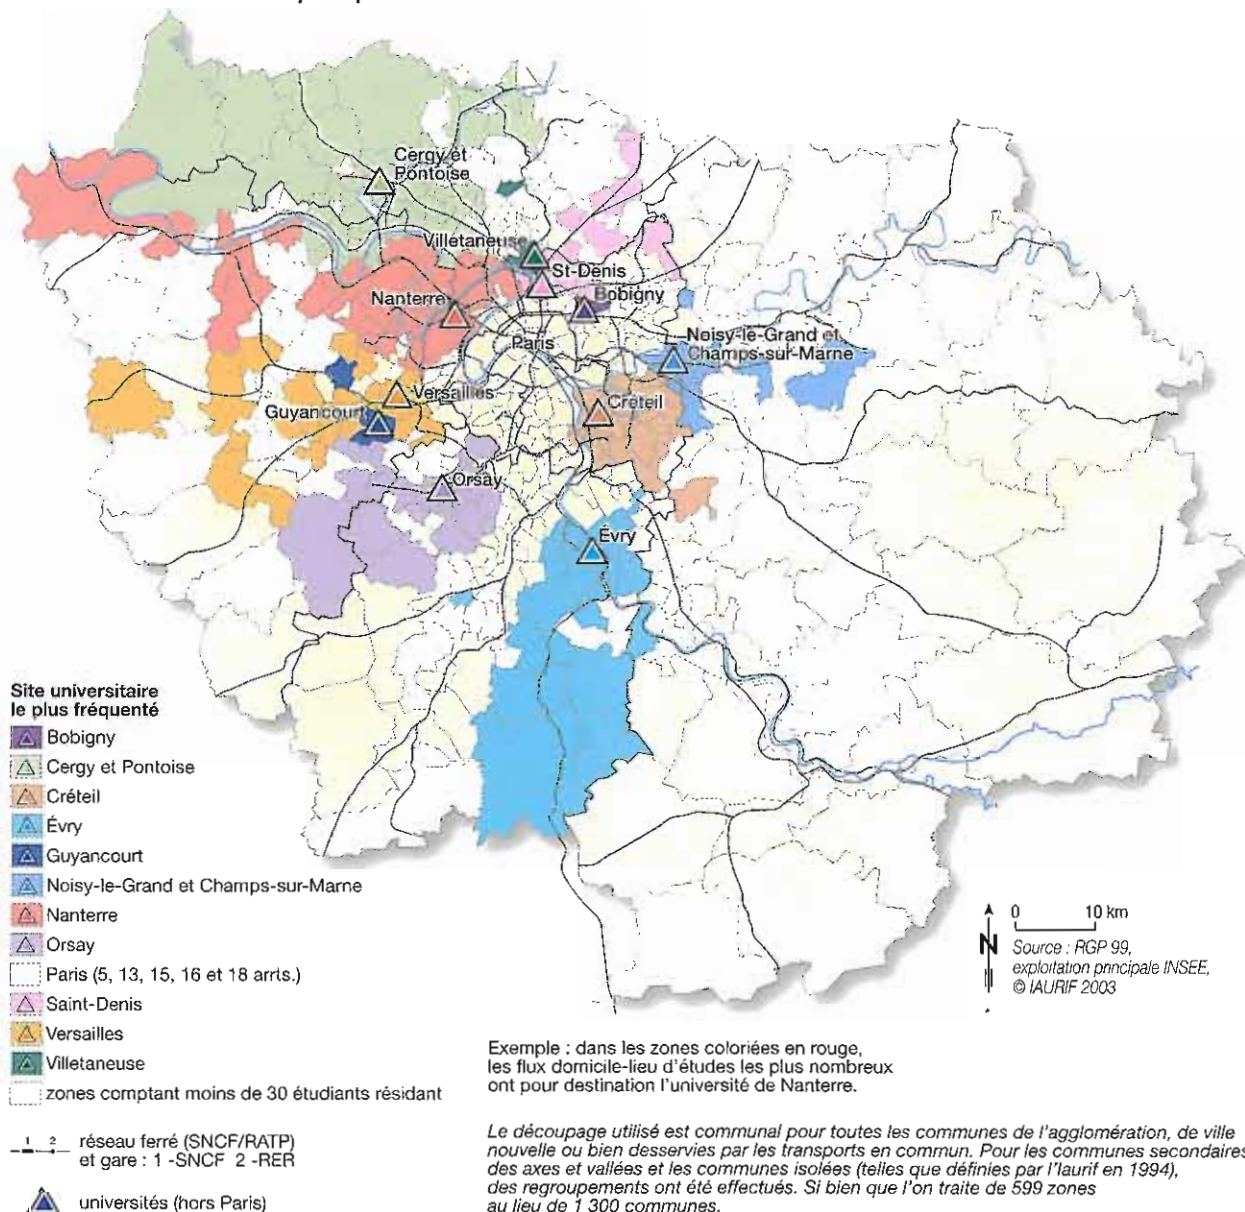 Cergy et
Pontoise
Villetaneuse
St-Denis
Bobigny
Nanterre
Paris
Noisy-le-Grand et
Champs-sur-Marne
Versailles
Guyancourt
Créteil
Orsay
Évry
Site universitaire
le plus fréquenté
Bobigny
Cergy et Pontoise
Créteil
Évry
Guyancourt
Noisy-le-Grand et Champs-sur-Marne
Nanterre
Orsay
Paris (5, 13, 15, 16 et 18 arrts.)
Saint-Denis
Versailles
Villetaneuse
zones comptant moins de 30 étudiants résidant
1 2 réseau ferré (SNCF/RATP)
et gare : 1 -SNCF 2 -RER
universités (hors Paris)
0 10 km
N
Source : RGP 99,
exploitation principale INSEE,
© IAURIF 2003
Exemple : dans les zones coloriées en rouge,
les flux domicile-lieu d'études les plus nombreux
ont pour destination l'université de Nanterre.
Le découpage utilisé est communal pour toutes les communes de l'agglomération, de ville
nouvelle ou bien desservies par les transports en commun. Pour les communes secondaires
des axes et vallées et les communes isolées (telles que définies par l'Iaurif en 1994),
des regroupements ont été effectués. Si bien que l'on traite de 599 zones
au lieu de 1 300 communes.